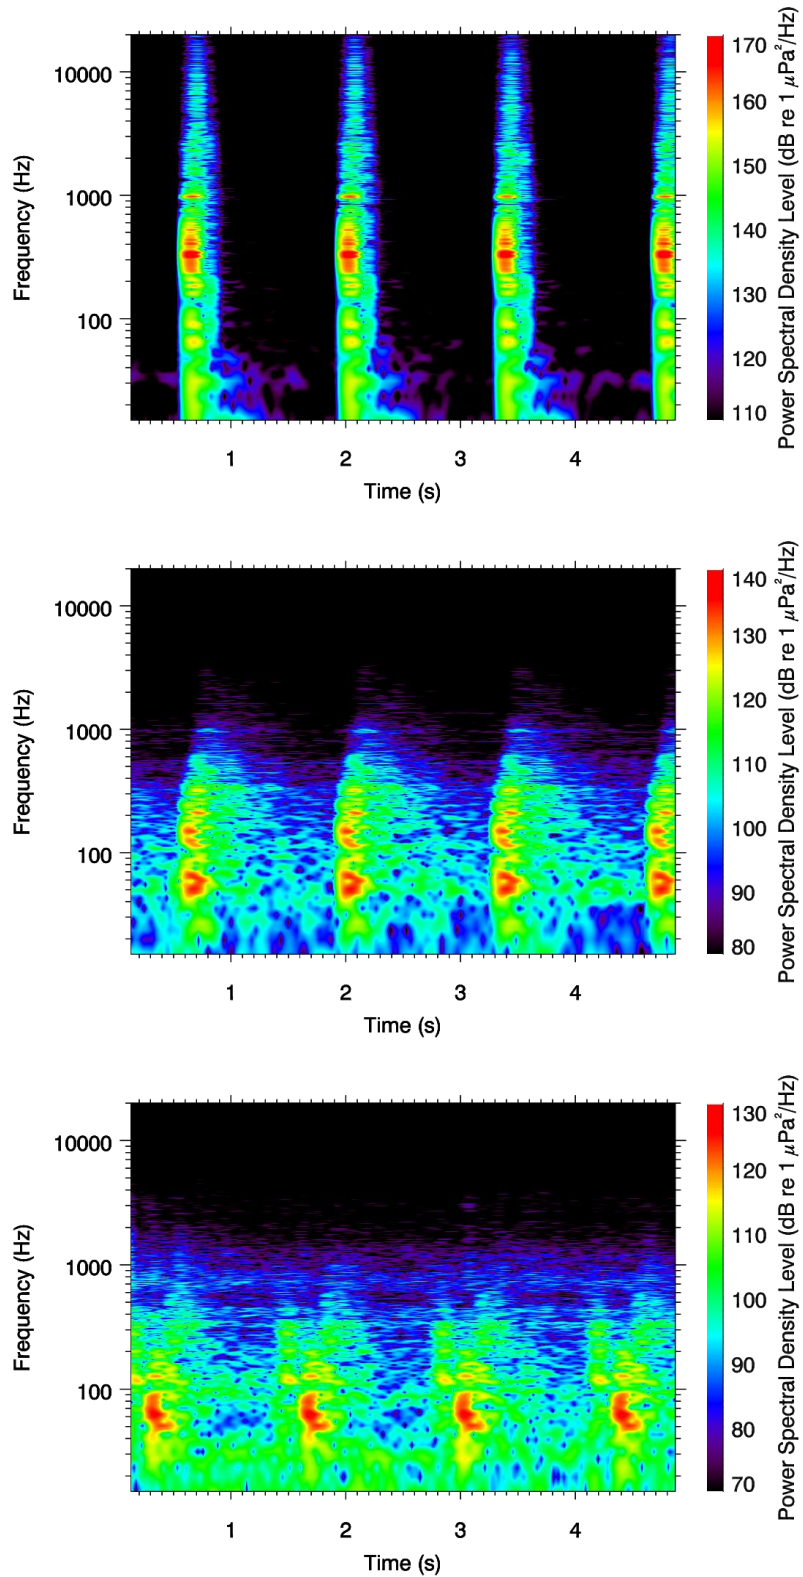 10000
1000
100
Frequency (Hz)
1 2 3 4
Time (s)
170
160
150
140
130
120
110
Power Spectral Density Level (dB re 1 μPa²/Hz)
10000
1000
100
Frequency (Hz)
1 2 3 4
Time (s)
140
130
120
110
100
90
80
Power Spectral Density Level (dB re 1 μPa²/Hz)
10000
1000
100
Frequency (Hz)
1 2 3 4
Time (s)
130
120
110
100
90
80
70
Power Spectral Density Level (dB re 1 μPa²/Hz)